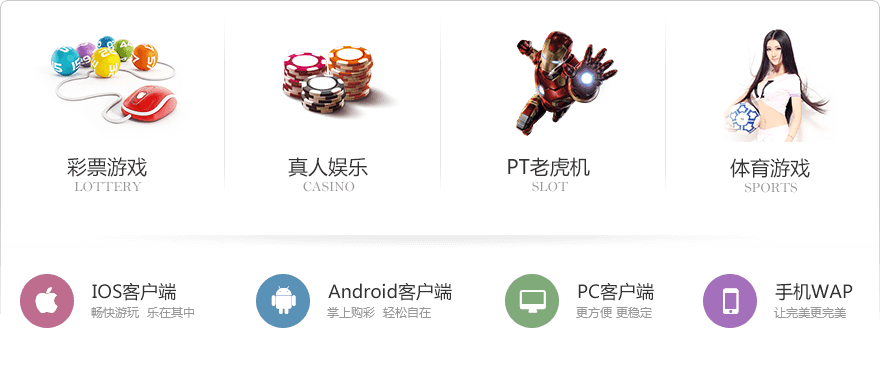 彩票游戏
LOTTERY
真人娱乐
CASINO
PT老虎机
SLOT
体育游戏
SPORTS
IOS客户端
畅快游玩 乐在其中
Android客户端
掌上购彩 轻松自在
PC客户端
更方便 更稳定
手机WAP
让完美更完美